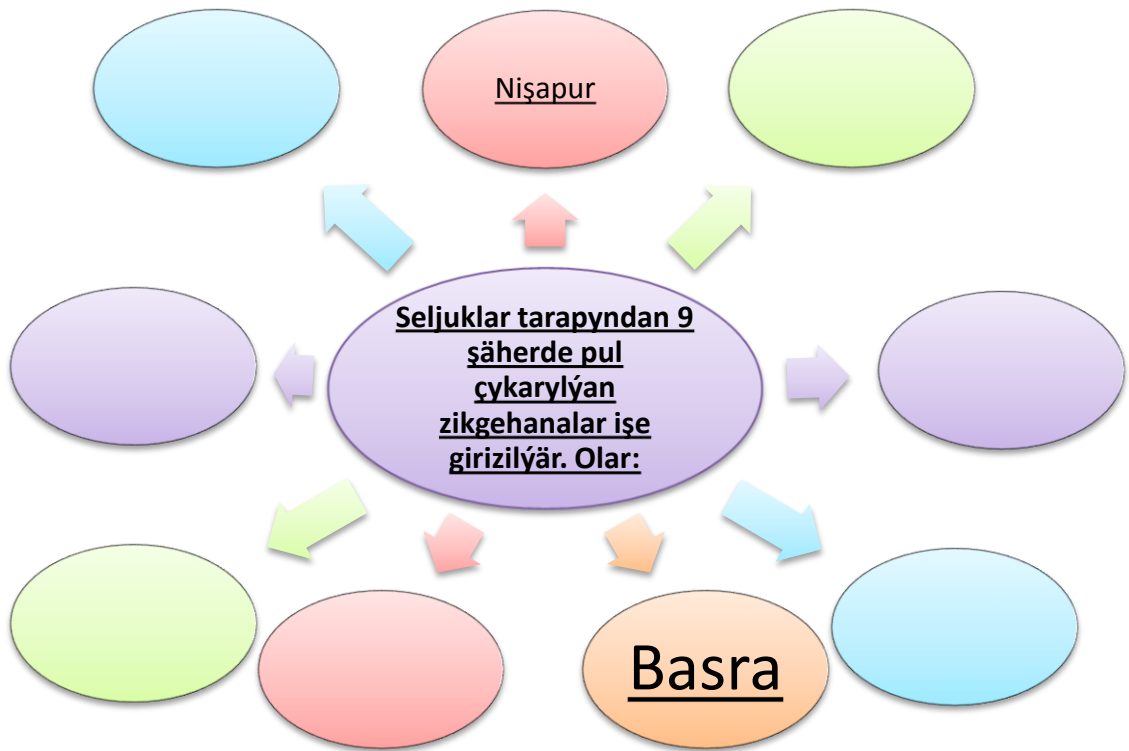 Nişapur
Seljuklar tarapyndan 9
şäherde pul
çykarylýan
zikgehanalar işe
girizilýär. Olar:
Basra